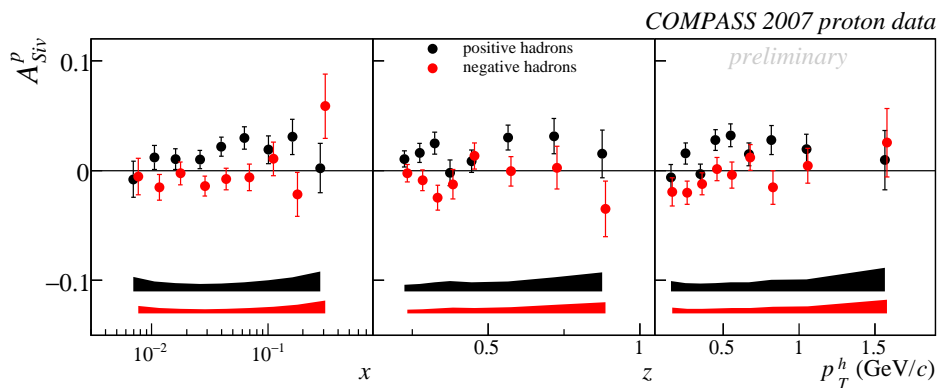 COMPASS 2007 proton data
A^p_Siv
positive hadrons
negative hadrons
preliminary
0.1
0
−0.1
10^−2 10^−1 0.5 1 0.5 1 1.5
x z p_T^h (GeV/c)